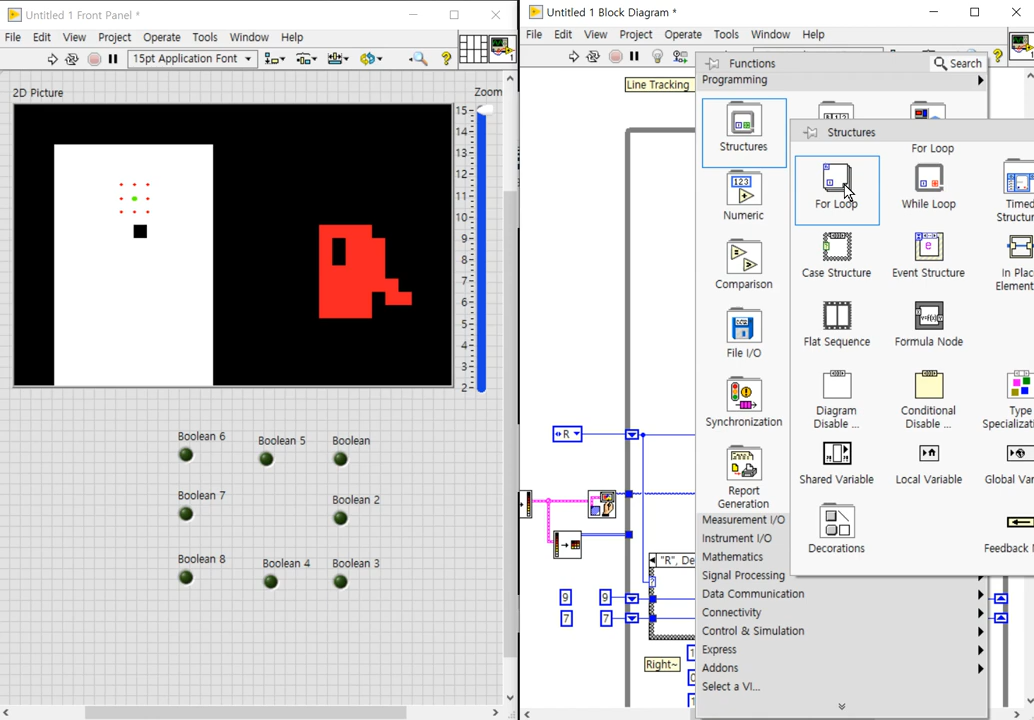 Untitled 1 Front Panel *
File Edit View Project Operate Tools Window Help
15pt Application Font
2D Picture
Zoom
15-
14-
13-
12-
11-
10-
9-
8-
7-
6-
5-
4-
3-
2-
Boolean 6
Boolean 5
Boolean
Boolean 7
Boolean 2
Boolean 8
Boolean 4
Boolean 3
Untitled 1 Block Diagram *
File Edit View Project Operate Tools Window Help
Line Tracking
R
"R", De
9
9
7
7
Right~
Functions
Search
Programming
Structures
Numeric
Comparison
File I/O
Synchronization
Report
Generation
Measurement I/O
Instrument I/O
Mathematics
Signal Processing
Data Communication
Connectivity
Control & Simulation
Express
Addons
Select a VI...
Structures
For Loop
For Loop
While Loop
Timed
Case Structure
Event Structure
In Place
Flat Sequence
Formula Node
Diagram
Disable ...
Conditional
Disable ...
Type
Shared Variable
Local Variable
Decorations
Feedback